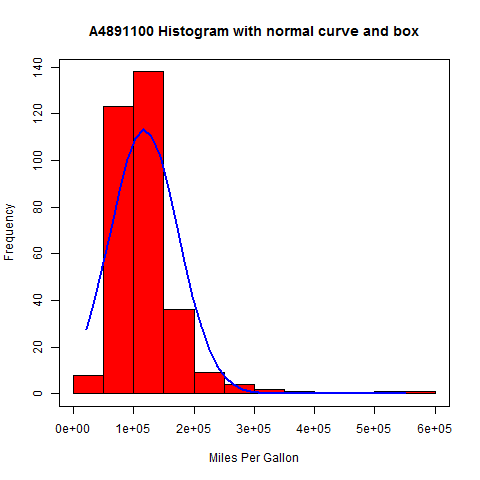 A4891100 Histogram with normal curve and box
Frequency
140
120
100
80
60
40
20
0
0e+00 1e+05 2e+05 3e+05 4e+05 5e+05 6e+05
Miles Per Gallon